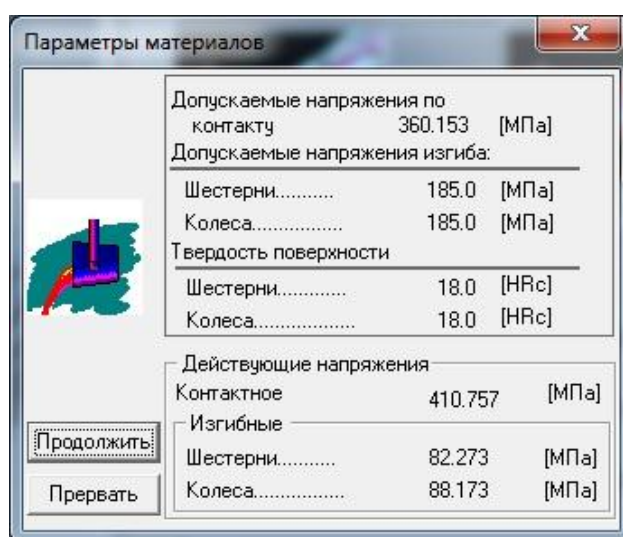 Параметры материалов
Допускаемые напряжения по
контакту 360.153 [МПа]
Допускаемые напряжения изгиба:
Шестерни........... 185.0 [МПа]
Колеса................. 185.0 [МПа]
Твердость поверхности
Шестерни............. 18.0 [HRc]
Колеса................... 18.0 [HRc]
Действующие напряжения
Контактное 410.757 [МПа]
Изгибные
Шестерни........... 82.273 [МПа]
Колеса................. 88.173 [МПа]
Продолжить
Прервать